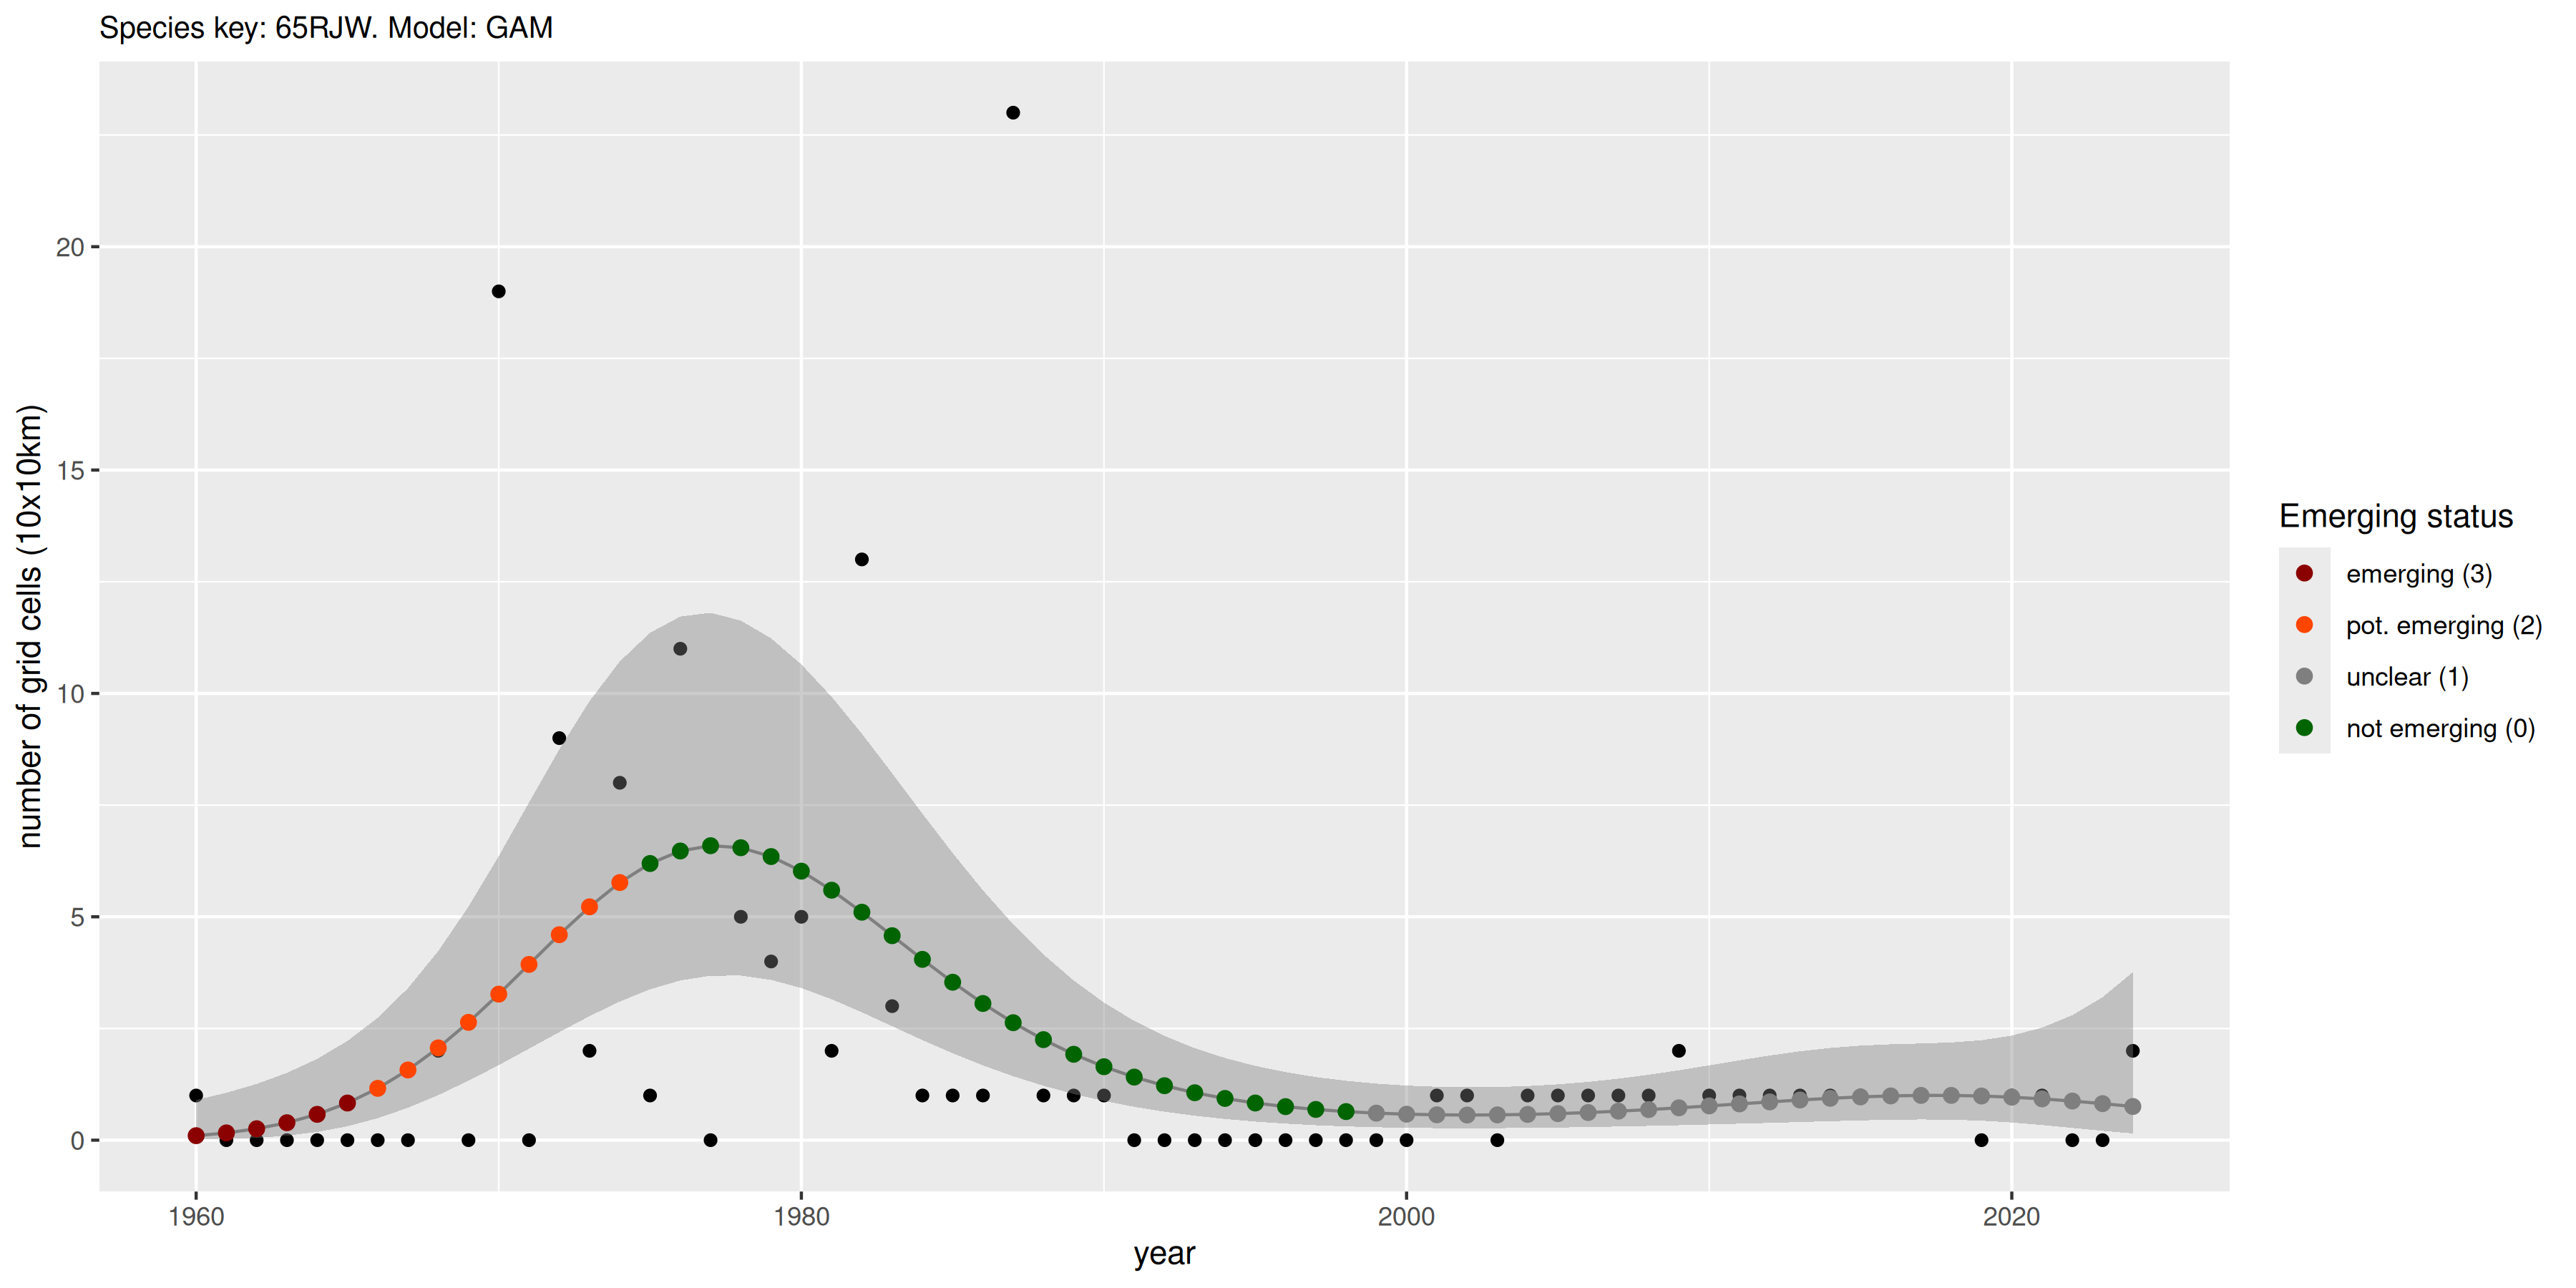 Species key: 65RJW. Model: GAM
number of grid cells (10x10km)
20
15
10
5
0
1960
1980
2000
2020
year
Emerging status
emerging (3)
pot. emerging (2)
unclear (1)
not emerging (0)